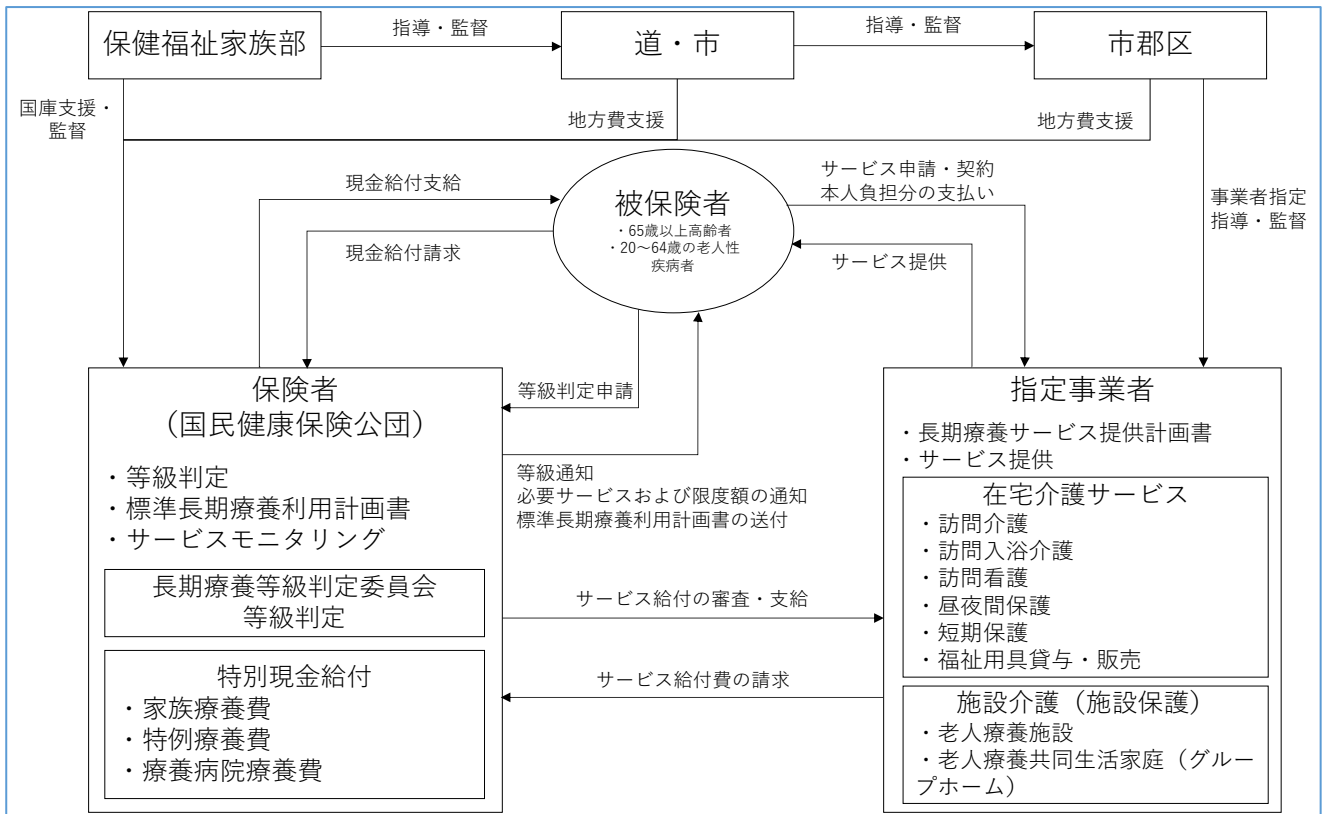 保健福祉家族部
指導・監督
道・市
指導・監督
市郡区
国庫支援・
監督
地方費支援
地方費支援
事業者指定
指導・監督
現金給付支給
現金給付請求
被保険者
・65歳以上高齢者
・20～64歳の老人性
疾病者
サービス申請・契約
本人負担分の支払い
サービス提供
保険者
（国民健康保険公団）
・等級判定
・標準長期療養利用計画書
・サービスモニタリング
長期療養等級判定委員会
等級判定
特別現金給付
・家族療養費
・特例療養費
・療養病院療養費
等級判定申請
等級通知
必要サービスおよび限度額の通知
標準長期療養利用計画書の送付
サービス給付の審査・支給
サービス給付費の請求
指定事業者
・長期療養サービス提供計画書
・サービス提供
在宅介護サービス
・訪問介護
・訪問入浴介護
・訪問看護
・昼夜間保護
・短期保護
・福祉用具貸与・販売
施設介護（施設保護）
・老人療養施設
・老人療養共同生活家庭（グルー
プホーム）